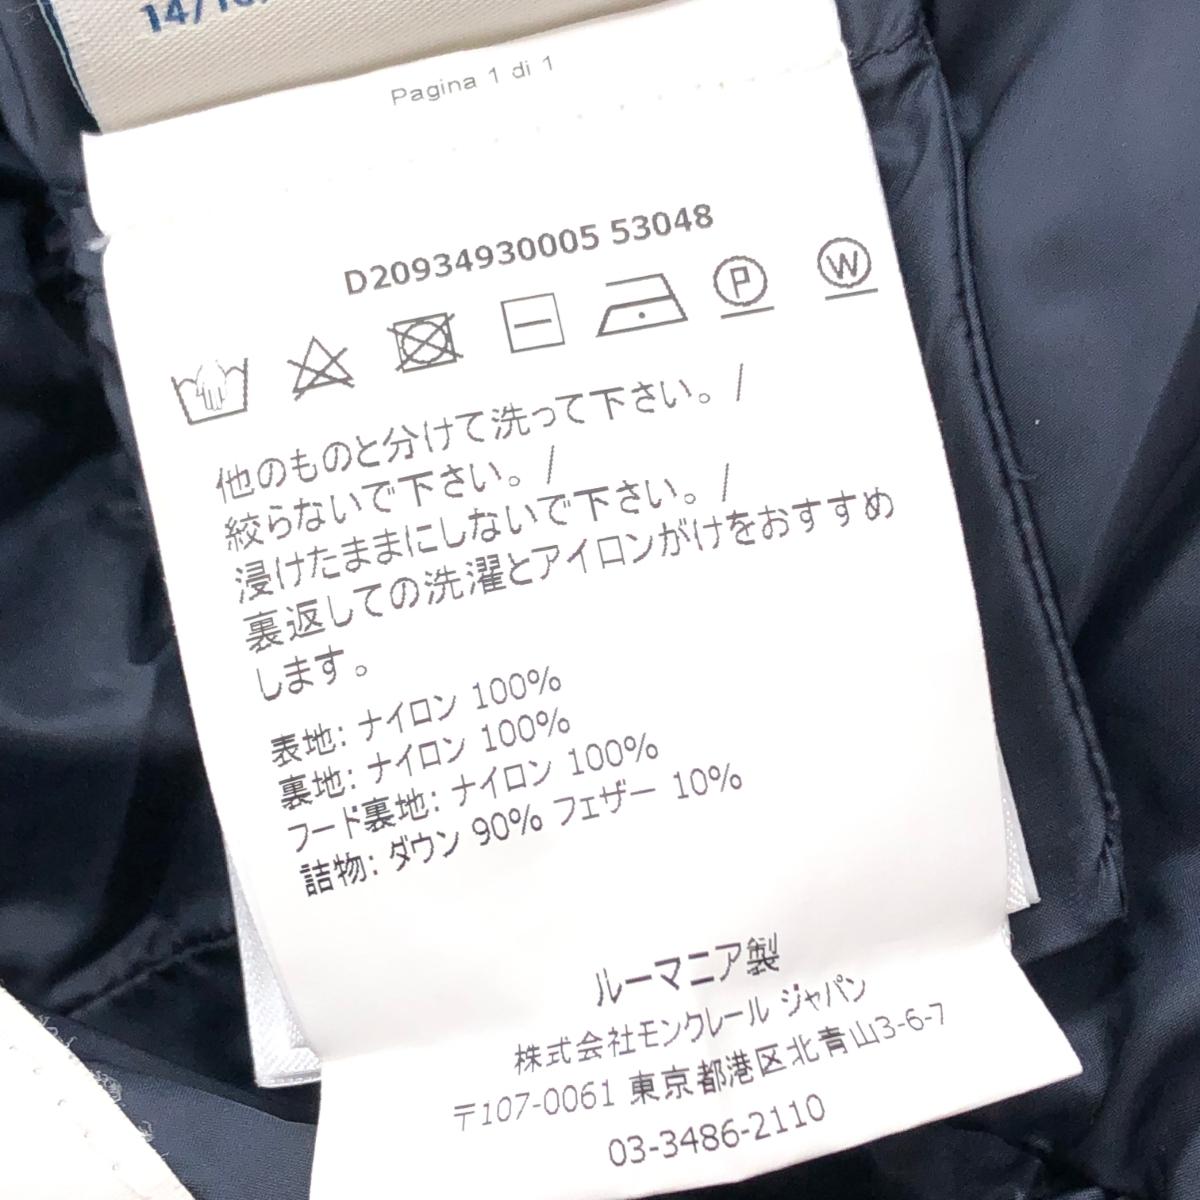 Pagina 1 di 1
D20934930005 53048
P W
他のものと分けて洗って下さい。/
絞らないで下さい。/
浸けたままにしないで下さい。/
裏返しての洗濯とアイロンがけをおすすめ
します。
表地: ナイロン 100%
裏地: ナイロン 100%
フード裏地: ナイロン 100%
詰物: ダウン 90% フェザー 10%
ルーマニア製
株式会社モンクレール ジャパン
〒107-0061 東京都港区北青山3-6-7
03-3486-2110